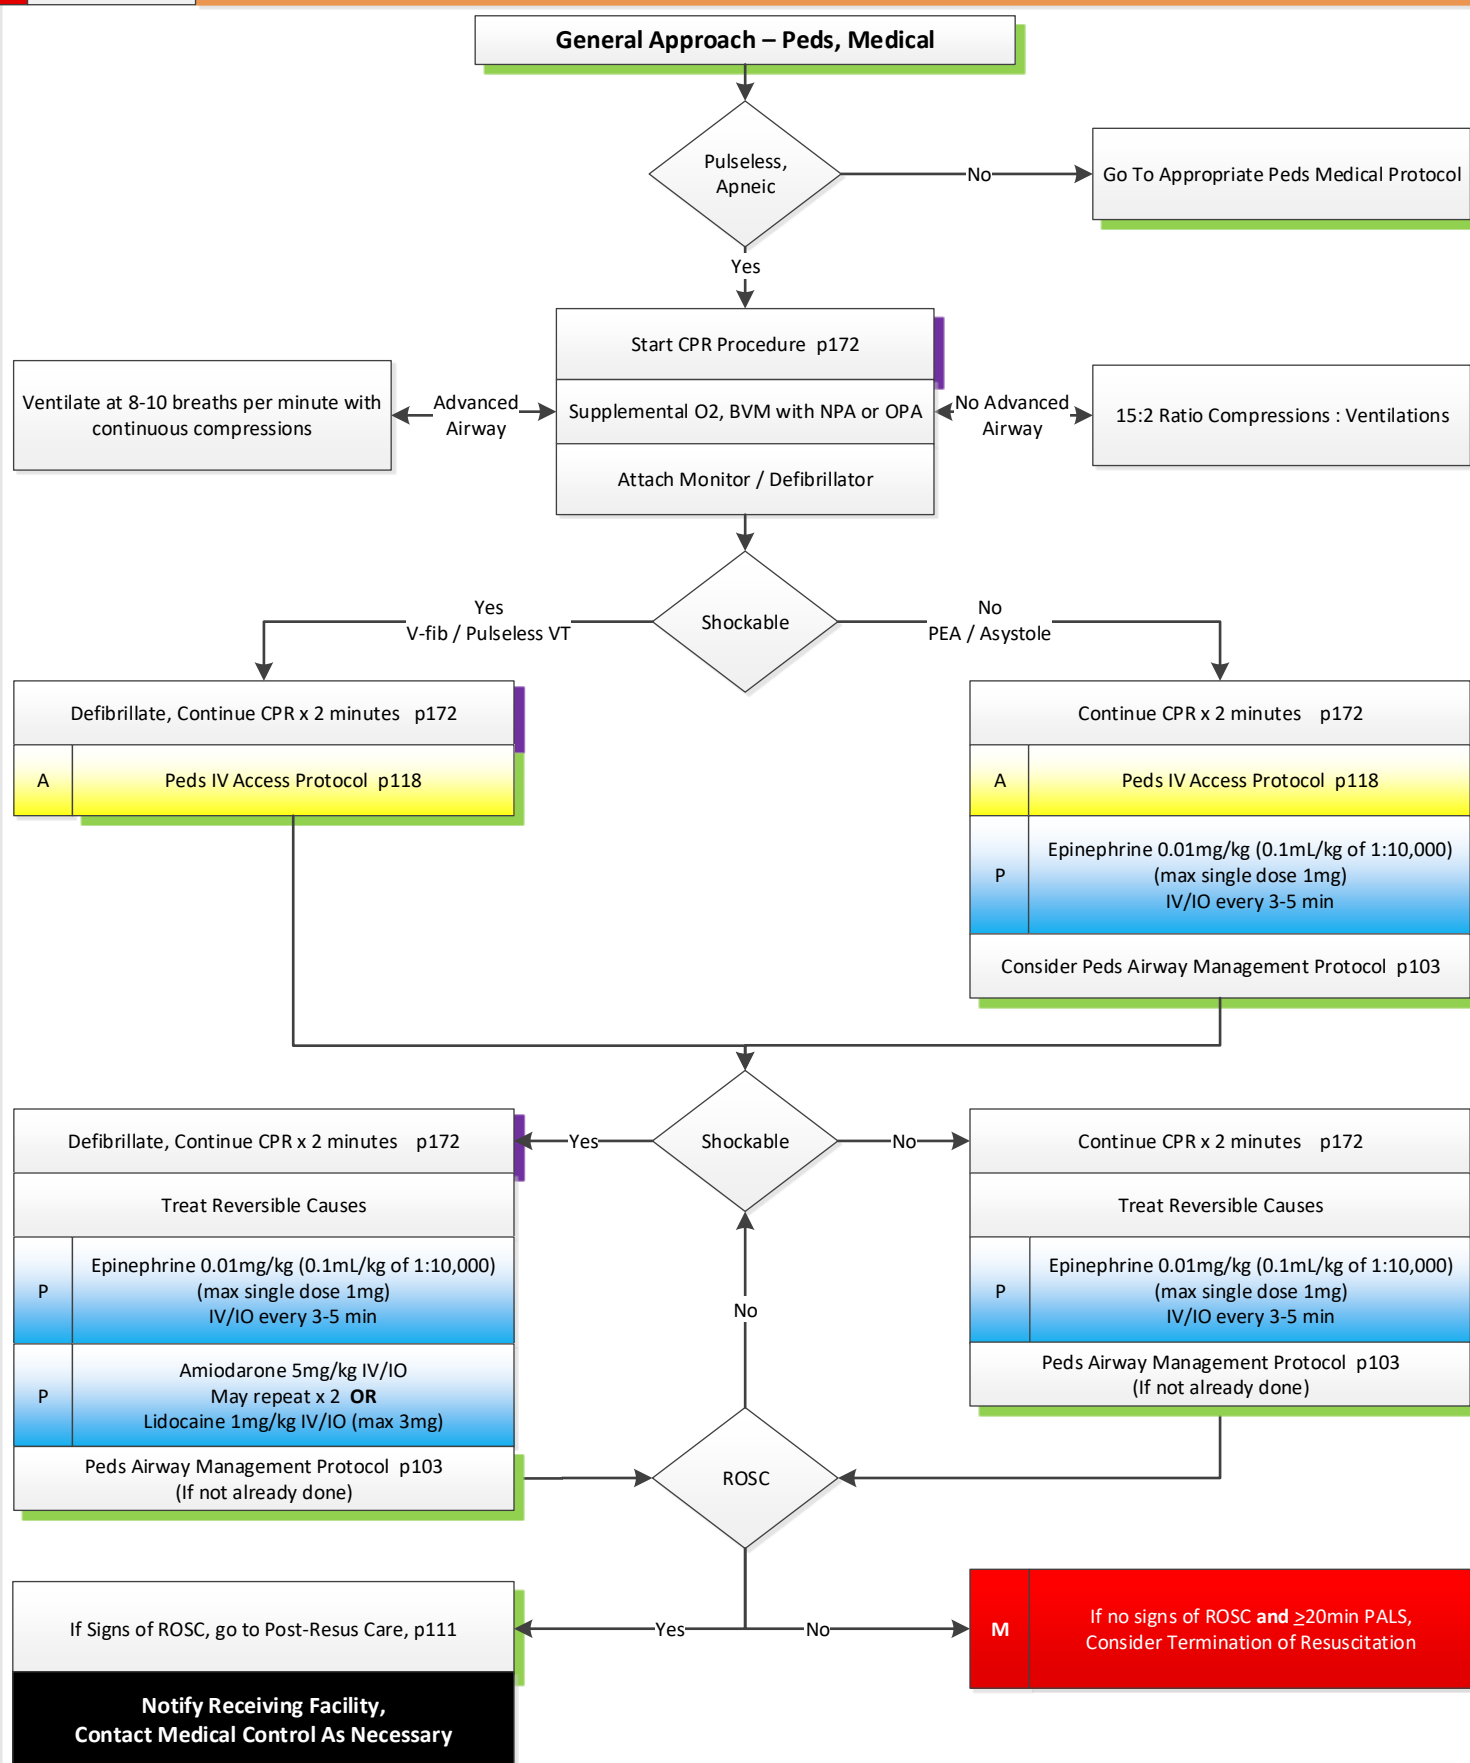 General Approach – Peds, Medical
Pulseless,
Apneic
No
Go To Appropriate Peds Medical Protocol
Yes
Start CPR Procedure p172
Ventilate at 8-10 breaths per minute with
continuous compressions
Advanced
Airway
Supplemental O2, BVM with NPA or OPA
No Advanced
Airway
15:2 Ratio Compressions : Ventilations
Attach Monitor / Defibrillator
Yes
V-fib / Pulseless VT
Shockable
No
PEA / Asystole
Defibrillate, Continue CPR x 2 minutes p172
A
Peds IV Access Protocol p118
Continue CPR x 2 minutes p172
A
Peds IV Access Protocol p118
P
Epinephrine 0.01mg/kg (0.1mL/kg of 1:10,000)
(max single dose 1mg)
IV/IO every 3-5 min
Consider Peds Airway Management Protocol p103
Shockable
Yes
No
Defibrillate, Continue CPR x 2 minutes p172
Treat Reversible Causes
P
Epinephrine 0.01mg/kg (0.1mL/kg of 1:10,000)
(max single dose 1mg)
IV/IO every 3-5 min
P
Amiodarone 5mg/kg IV/IO
May repeat x 2 OR
Lidocaine 1mg/kg IV/IO (max 3mg)
Peds Airway Management Protocol p103
(If not already done)
Continue CPR x 2 minutes p172
Treat Reversible Causes
P
Epinephrine 0.01mg/kg (0.1mL/kg of 1:10,000)
(max single dose 1mg)
IV/IO every 3-5 min
Peds Airway Management Protocol p103
(If not already done)
No
ROSC
Yes
No
If Signs of ROSC, go to Post-Resus Care, p111
Notify Receiving Facility,
Contact Medical Control As Necessary
M
If no signs of ROSC and ≥20min PALS,
Consider Termination of Resuscitation